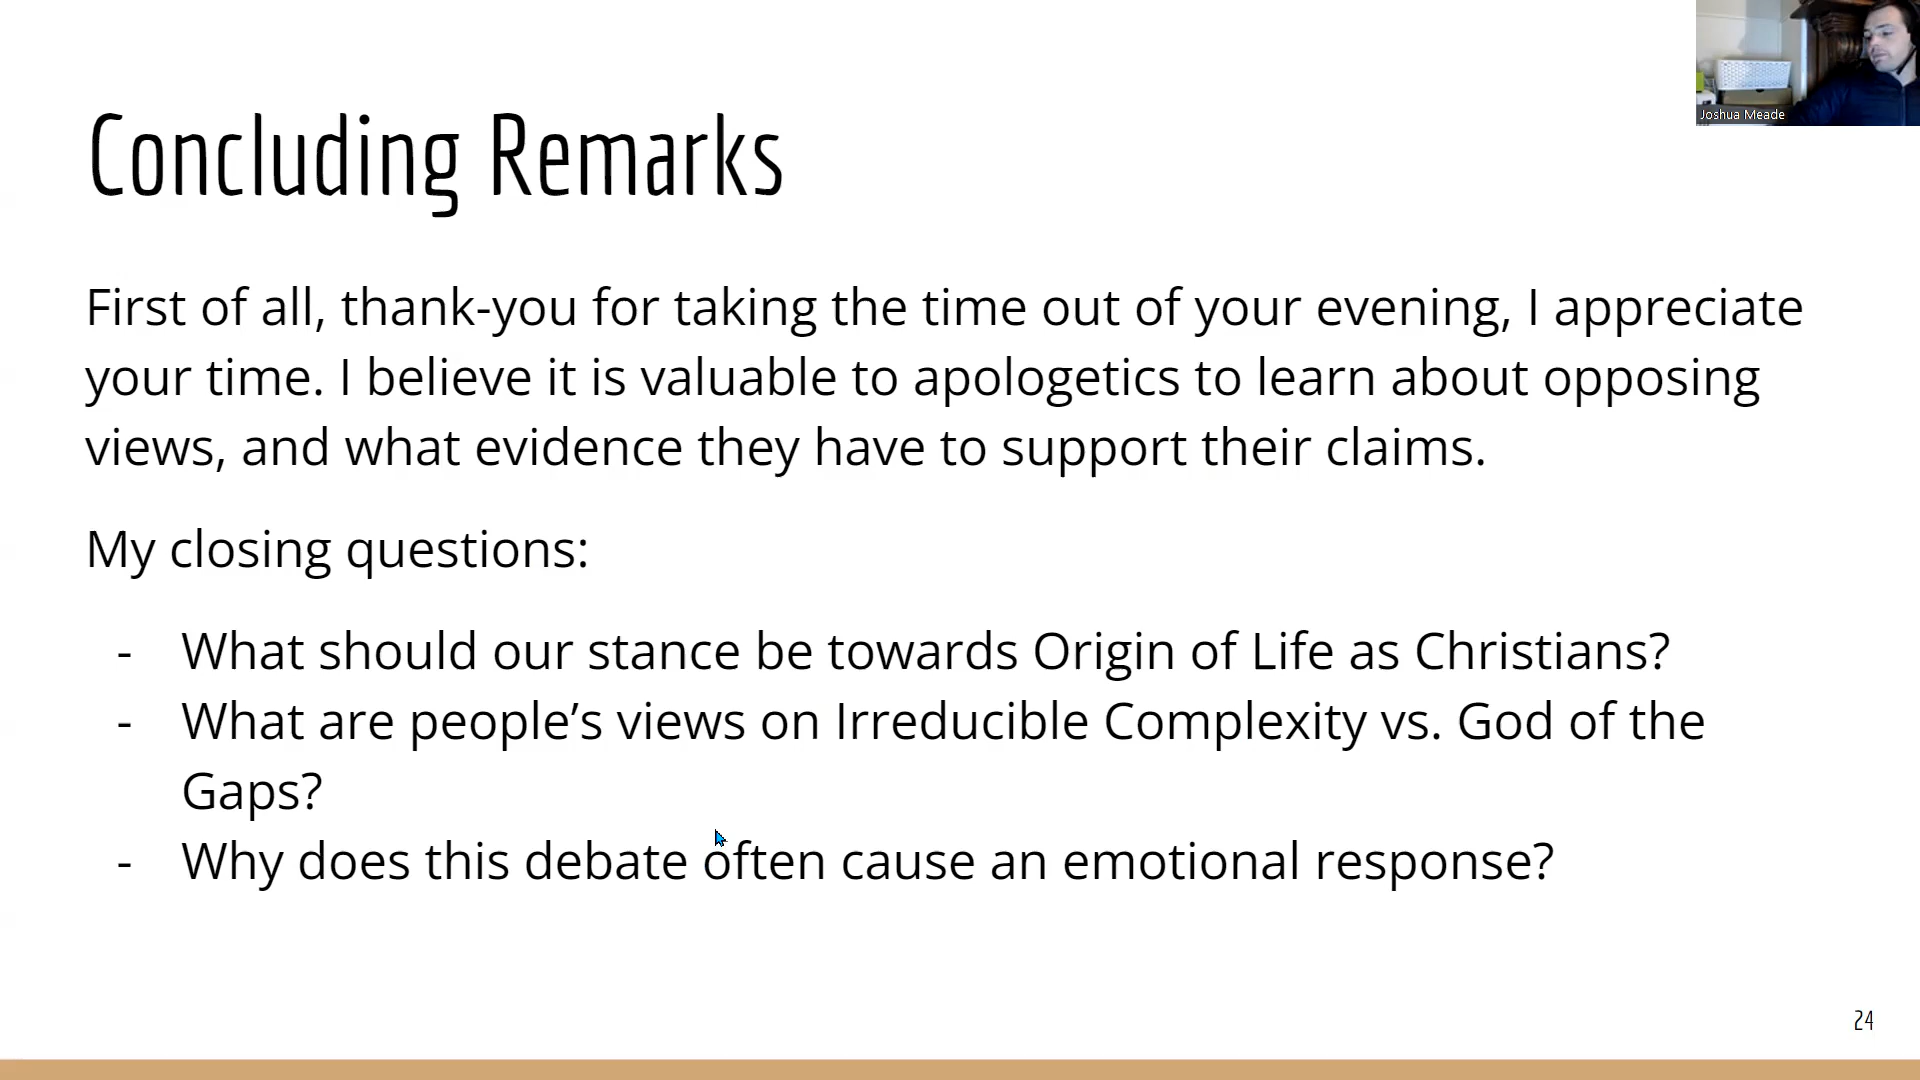 Joshua Meade
Concluding Remarks
First of all, thank-you for taking the time out of your evening, I appreciate
your time. I believe it is valuable to apologetics to learn about opposing
views, and what evidence they have to support their claims.
My closing questions:
- What should our stance be towards Origin of Life as Christians?
- What are people’s views on Irreducible Complexity vs. God of the
Gaps?
- Why does this debate often cause an emotional response?
24